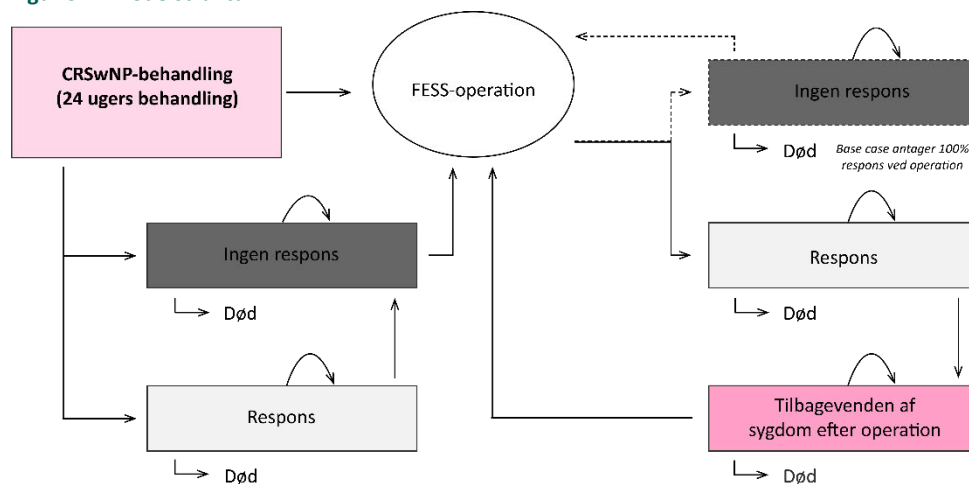 CRSwNP-behandling
(24 ugers behandling)
FESS-operation
Ingen respons
Død
Base case antager 100%
respons ved operation
Ingen respons
Død
Respons
Død
Respons
Død
Tilbagevenden af
sygdom efter operation
Død